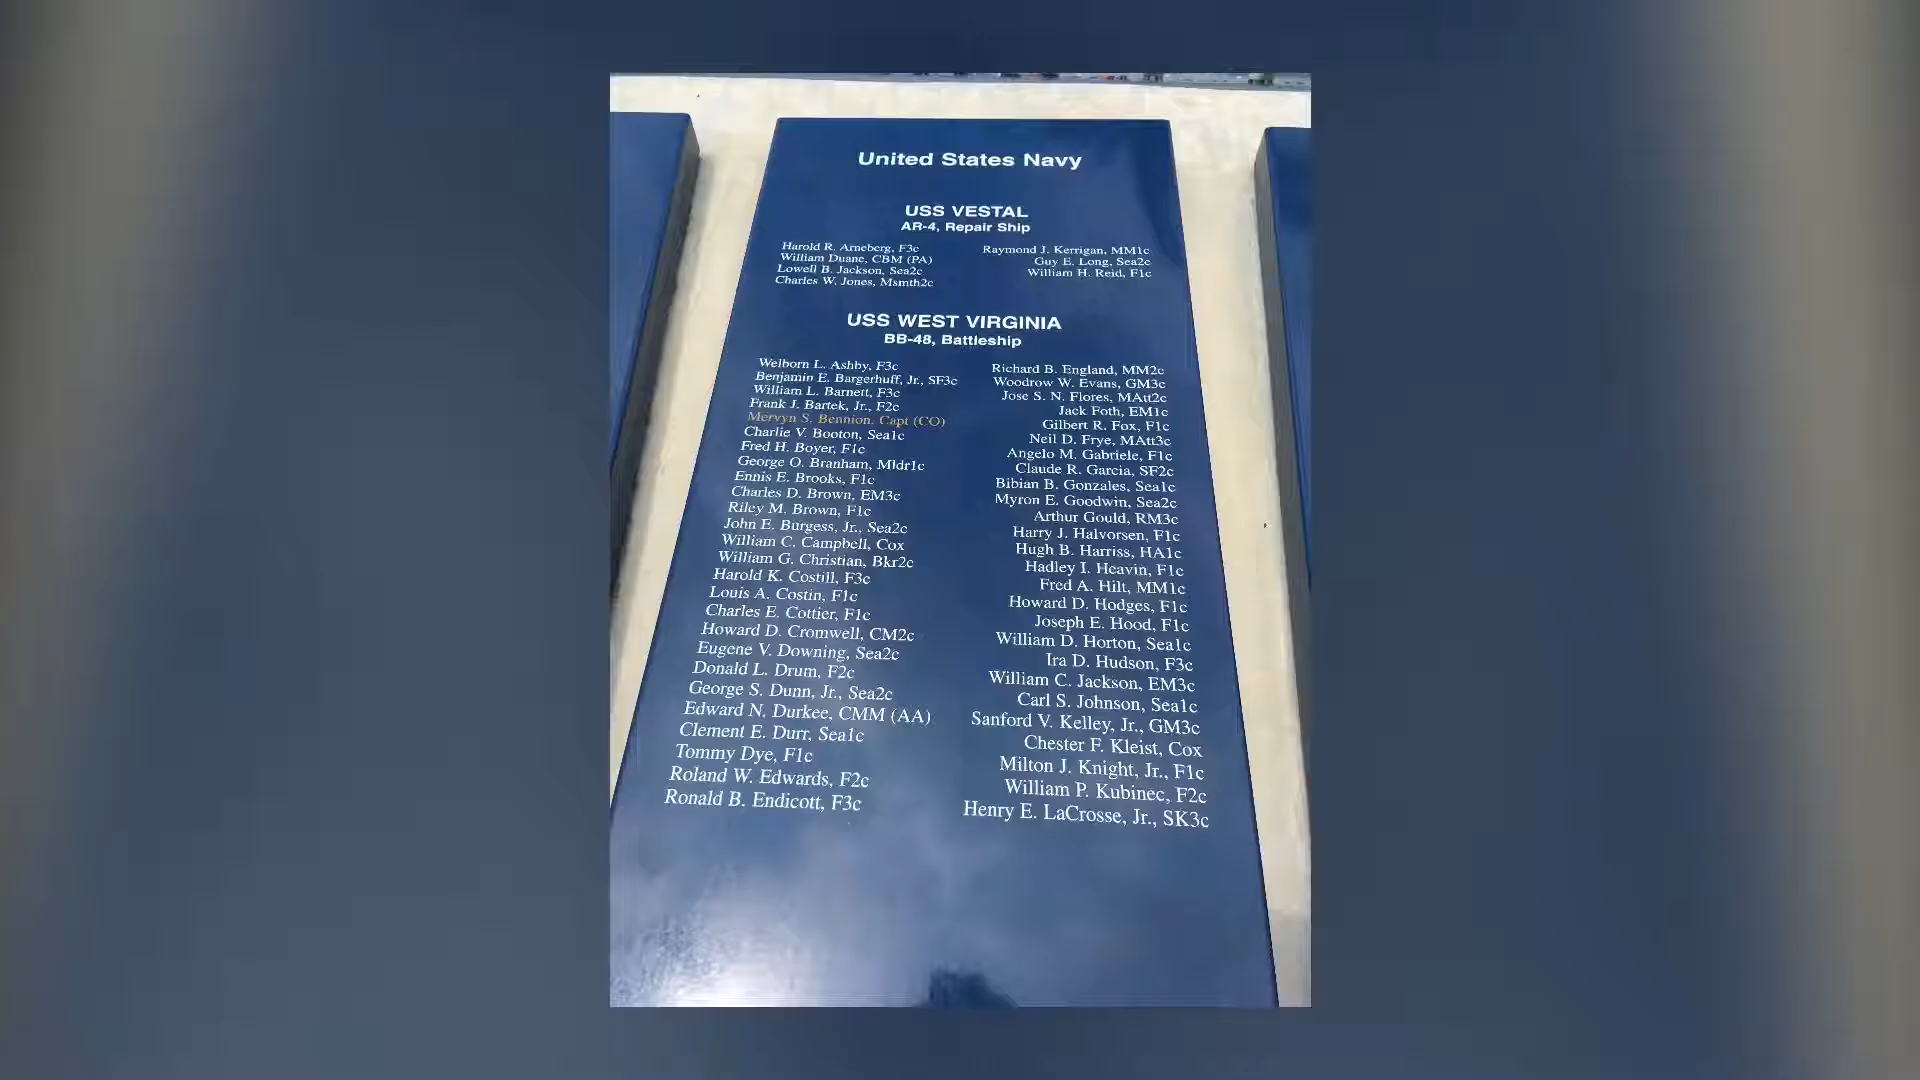 United States Navy
USS VESTAL
AR-4, Repair Ship
Harold R. Arneberg, F3c
William Duane, CBM (PA)
Lowell B. Jackson, Sea2c
Charles W. Jones, Msmth2c
Raymond J. Kerrigan, MM1c
Guy E. Long, Sea2c
William H. Reid, F1c
USS WEST VIRGINIA
BB-48, Battleship
Welborn L. Ashby, F3c
Benjamin E. Bargerhuff, Jr., SF3c
William L. Barnett, F3c
Frank J. Bartek, Jr., F2c
Mervyn S. Bennion, Capt (CO)
Charlie V. Booton, Sea1c
Fred H. Boyer, F1c
George O. Branham, Mldr1c
Ennis E. Brooks, F1c
Charles D. Brown, EM3c
Riley M. Brown, F1c
John E. Burgess, Jr., Sea2c
William C. Campbell, Cox
William G. Christian, Bkr2c
Harold K. Costill, F3c
Louis A. Costin, F1c
Charles E. Cottier, F1c
Howard D. Cromwell, CM2c
Eugene V. Downing, Sea2c
Donald L. Drum, F2c
George S. Dunn, Jr., Sea2c
Edward N. Durkee, CMM (AA)
Clement E. Durr, Sea1c
Tommy Dye, F1c
Roland W. Edwards, F2c
Ronald B. Endicott, F3c
Richard B. England, MM2c
Woodrow W. Evans, GM3c
Jose S. N. Flores, MAtt2c
Jack Foth, EM1c
Gilbert R. Fox, F1c
Neil D. Frye, MAtt3c
Angelo M. Gabriele, F1c
Claude R. Garcia, SF2c
Bibian B. Gonzales, Sea1c
Myron E. Goodwin, Sea2c
Arthur Gould, RM3c
Harry J. Halvorsen, F1c
Hugh B. Harriss, HA1c
Hadley I. Heavin, F1c
Fred A. Hilt, MM1c
Howard D. Hodges, F1c
Joseph E. Hood, F1c
William D. Horton, Sea1c
Ira D. Hudson, F3c
William C. Jackson, EM3c
Carl S. Johnson, Sea1c
Sanford V. Kelley, Jr., GM3c
Chester F. Kleist, Cox
Milton J. Knight, Jr., F1c
William P. Kubinec, F2c
Henry E. LaCrosse, Jr., SK3c